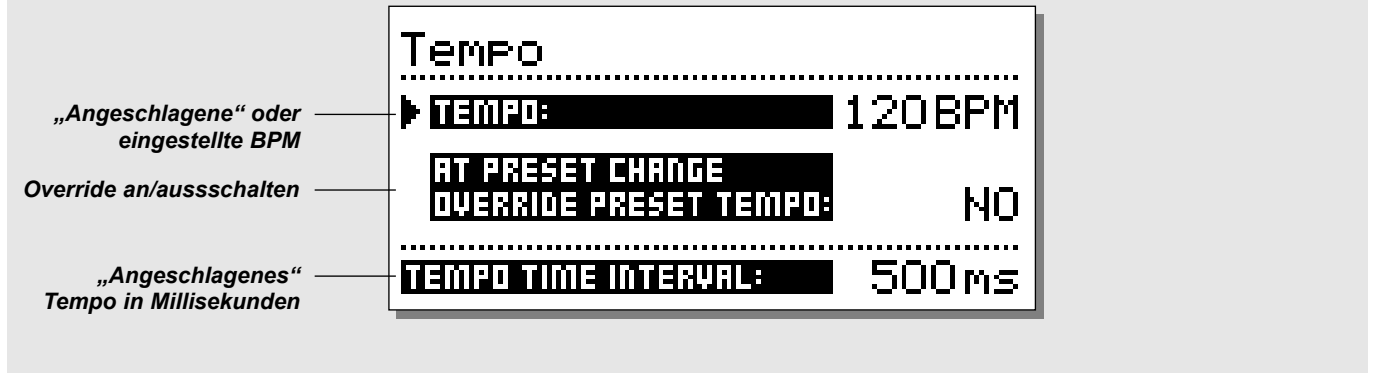 Tempo
„Angeschlagene“ oder
eingestellte BPM
TEMPO: 120BPM
Override an/aussschalten
AT PRESET CHANGE
OVERRIDE PRESET TEMPO: NO
„Angeschlagenes“
Tempo in Millisekunden
TEMPO TIME INTERVAL: 500ms